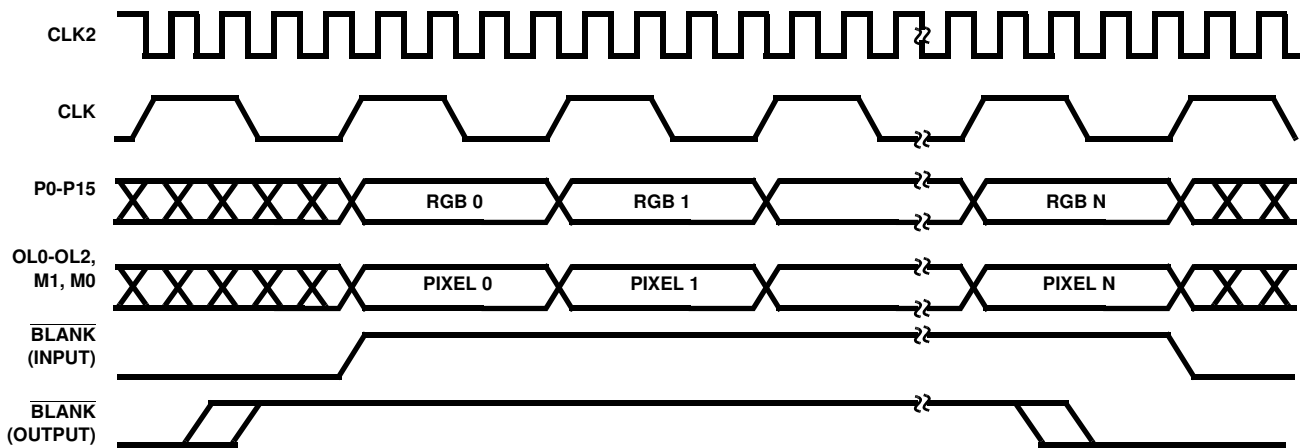 CLK2
CLK
P0-P15
RGB 0
RGB 1
RGB N
OL0-OL2,
M1, M0
PIXEL 0
PIXEL 1
PIXEL N
BLANK
(INPUT)
BLANK
(OUTPUT)